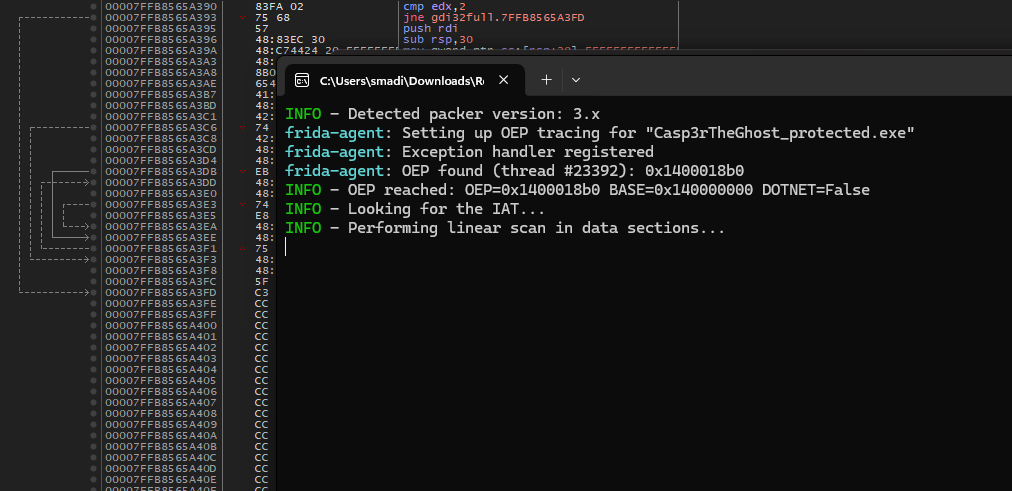 00007FFB8565A390 83FA 02 cmp edx,2
00007FFB8565A393 75 68 jne gdi32full.7FFB8565A3FD
00007FFB8565A395 57 push rdi
00007FFB8565A396 48:83EC 30 sub rsp,30
00007FFB8565A39A
00007FFB8565A3A3 48:
00007FFB8565A3A8 8B0
00007FFB8565A3AE 654
00007FFB8565A3B7 41:
00007FFB8565A3BD 48:
00007FFB8565A3C1 42:
00007FFB8565A3C6 74
00007FFB8565A3C8 42:
00007FFB8565A3CD 48:
00007FFB8565A3D4 48:
00007FFB8565A3DB EB
00007FFB8565A3DD 48:
00007FFB8565A3E0 48:
00007FFB8565A3E3 74
00007FFB8565A3E5 E8
00007FFB8565A3EA 48:
00007FFB8565A3EE 48:
00007FFB8565A3F1 75
00007FFB8565A3F3 48:
00007FFB8565A3F8 48:
00007FFB8565A3FC 5F
00007FFB8565A3FD C3
00007FFB8565A3FE CC
00007FFB8565A3FF CC
00007FFB8565A400 CC
00007FFB8565A401 CC
00007FFB8565A402 CC
00007FFB8565A403 CC
00007FFB8565A404 CC
00007FFB8565A405 CC
00007FFB8565A406 CC
00007FFB8565A407 CC
00007FFB8565A408 CC
00007FFB8565A409 CC
00007FFB8565A40A CC
00007FFB8565A40B CC
00007FFB8565A40C CC
00007FFB8565A40D CC
00007FFB8565A40E CC
C:\Users\smadi\Downloads\R
INFO - Detected packer version: 3.x
frida-agent: Setting up OEP tracing for "Casp3rTheGhost_protected.exe"
frida-agent: Exception handler registered
frida-agent: OEP found (thread #23392): 0x1400018b0
INFO - OEP reached: OEP=0x1400018b0 BASE=0x140000000 DOTNET=False
INFO - Looking for the IAT...
INFO - Performing linear scan in data sections...